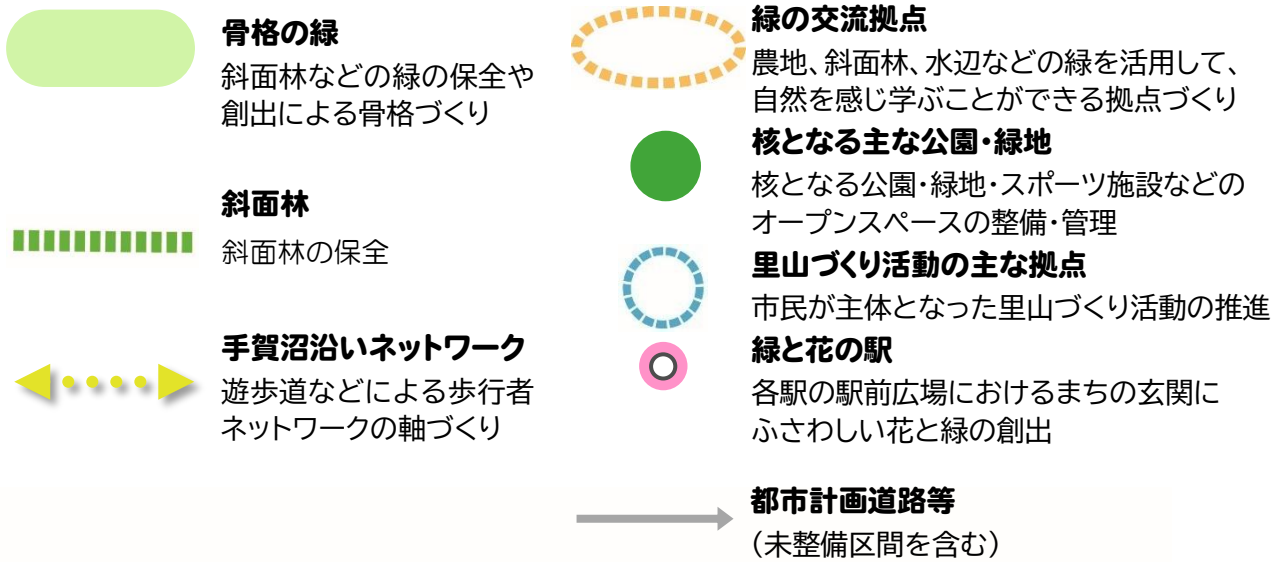 骨格の緑
斜面林などの緑の保全や
創出による骨格づくり
斜面林
斜面林の保全
手賀沼沿いネットワーク
遊歩道などによる歩行者
ネットワークの軸づくり
緑の交流拠点
農地、斜面林、水辺などの緑を活用して、
自然を感じ学ぶことができる拠点づくり
核となる主な公園・緑地
核となる公園・緑地・スポーツ施設などの
オープンスペースの整備・管理
里山づくり活動の主な拠点
市民が主体となった里山づくり活動の推進
緑と花の駅
各駅の駅前広場におけるまちの玄関に
ふさわしい花と緑の創出
都市計画道路等
（未整備区間を含む）